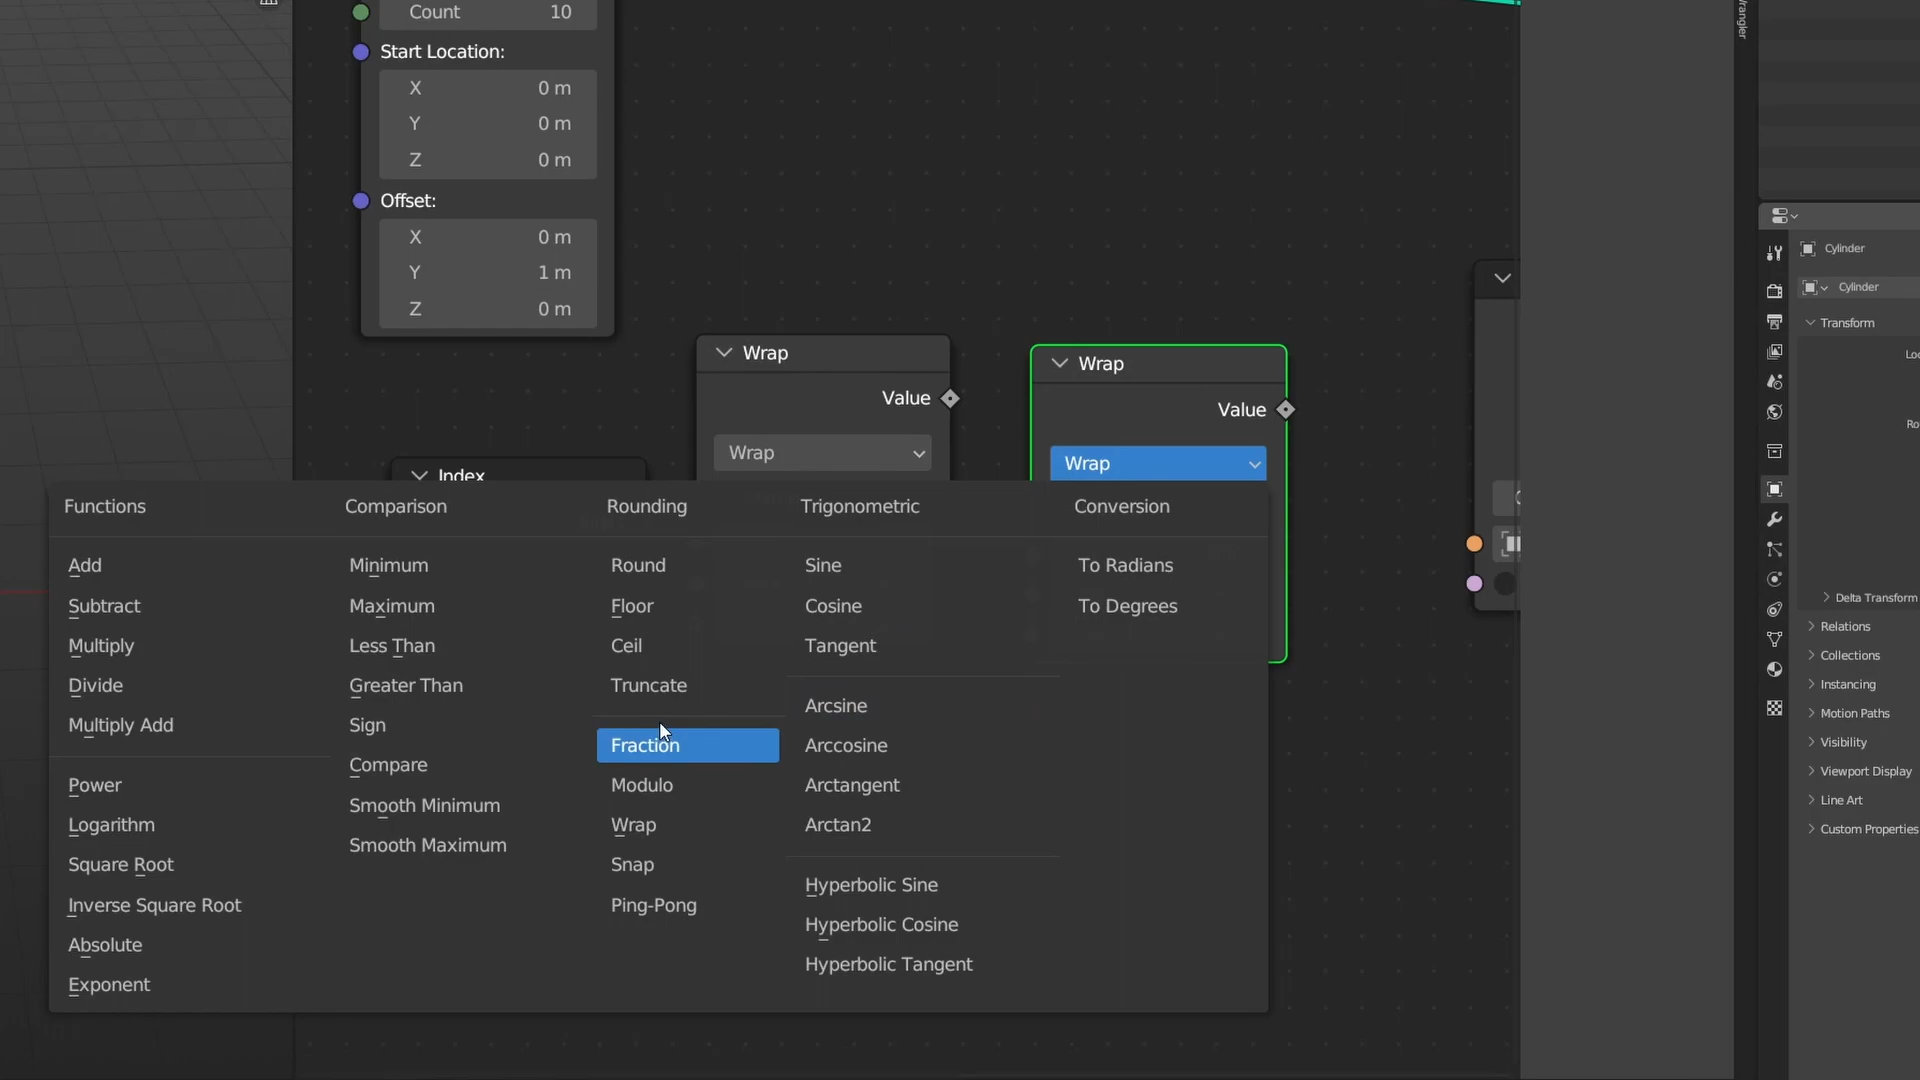 Count 10
Start Location:
X 0 m
Y 0 m
Z 0 m
Offset:
X 0 m
Y 1 m
Z 0 m
Wrap
Value
Wrap
Wrap
Value
Wrap
Index
Functions
Add
Subtract
Multiply
Divide
Multiply Add
Power
Logarithm
Square Root
Inverse Square Root
Absolute
Exponent
Comparison
Minimum
Maximum
Less Than
Greater Than
Sign
Compare
Smooth Minimum
Smooth Maximum
Rounding
Round
Floor
Ceil
Truncate
Fraction
Modulo
Wrap
Snap
Ping-Pong
Trigonometric
Sine
Cosine
Tangent
Arcsine
Arccosine
Arctangent
Arctan2
Hyperbolic Sine
Hyperbolic Cosine
Hyperbolic Tangent
Conversion
To Radians
To Degrees
Cylinder
Cylinder
Transform
Delta Transform
Relations
Collections
Instancing
Motion Paths
Visibility
Viewport Display
Line Art
Custom Properties